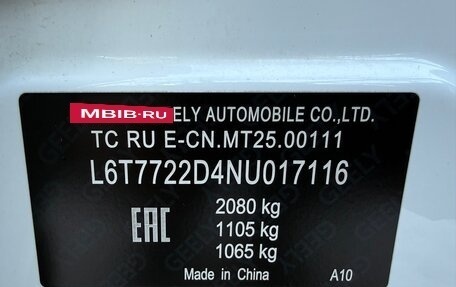 MBIB.RU ELY AUTOMOBILE CO.,LTD.
TC RU E-CN.MT25.00111
L6T7722D4NU017116
2080 kg
EAC 1105 kg
1065 kg
Made in China A10